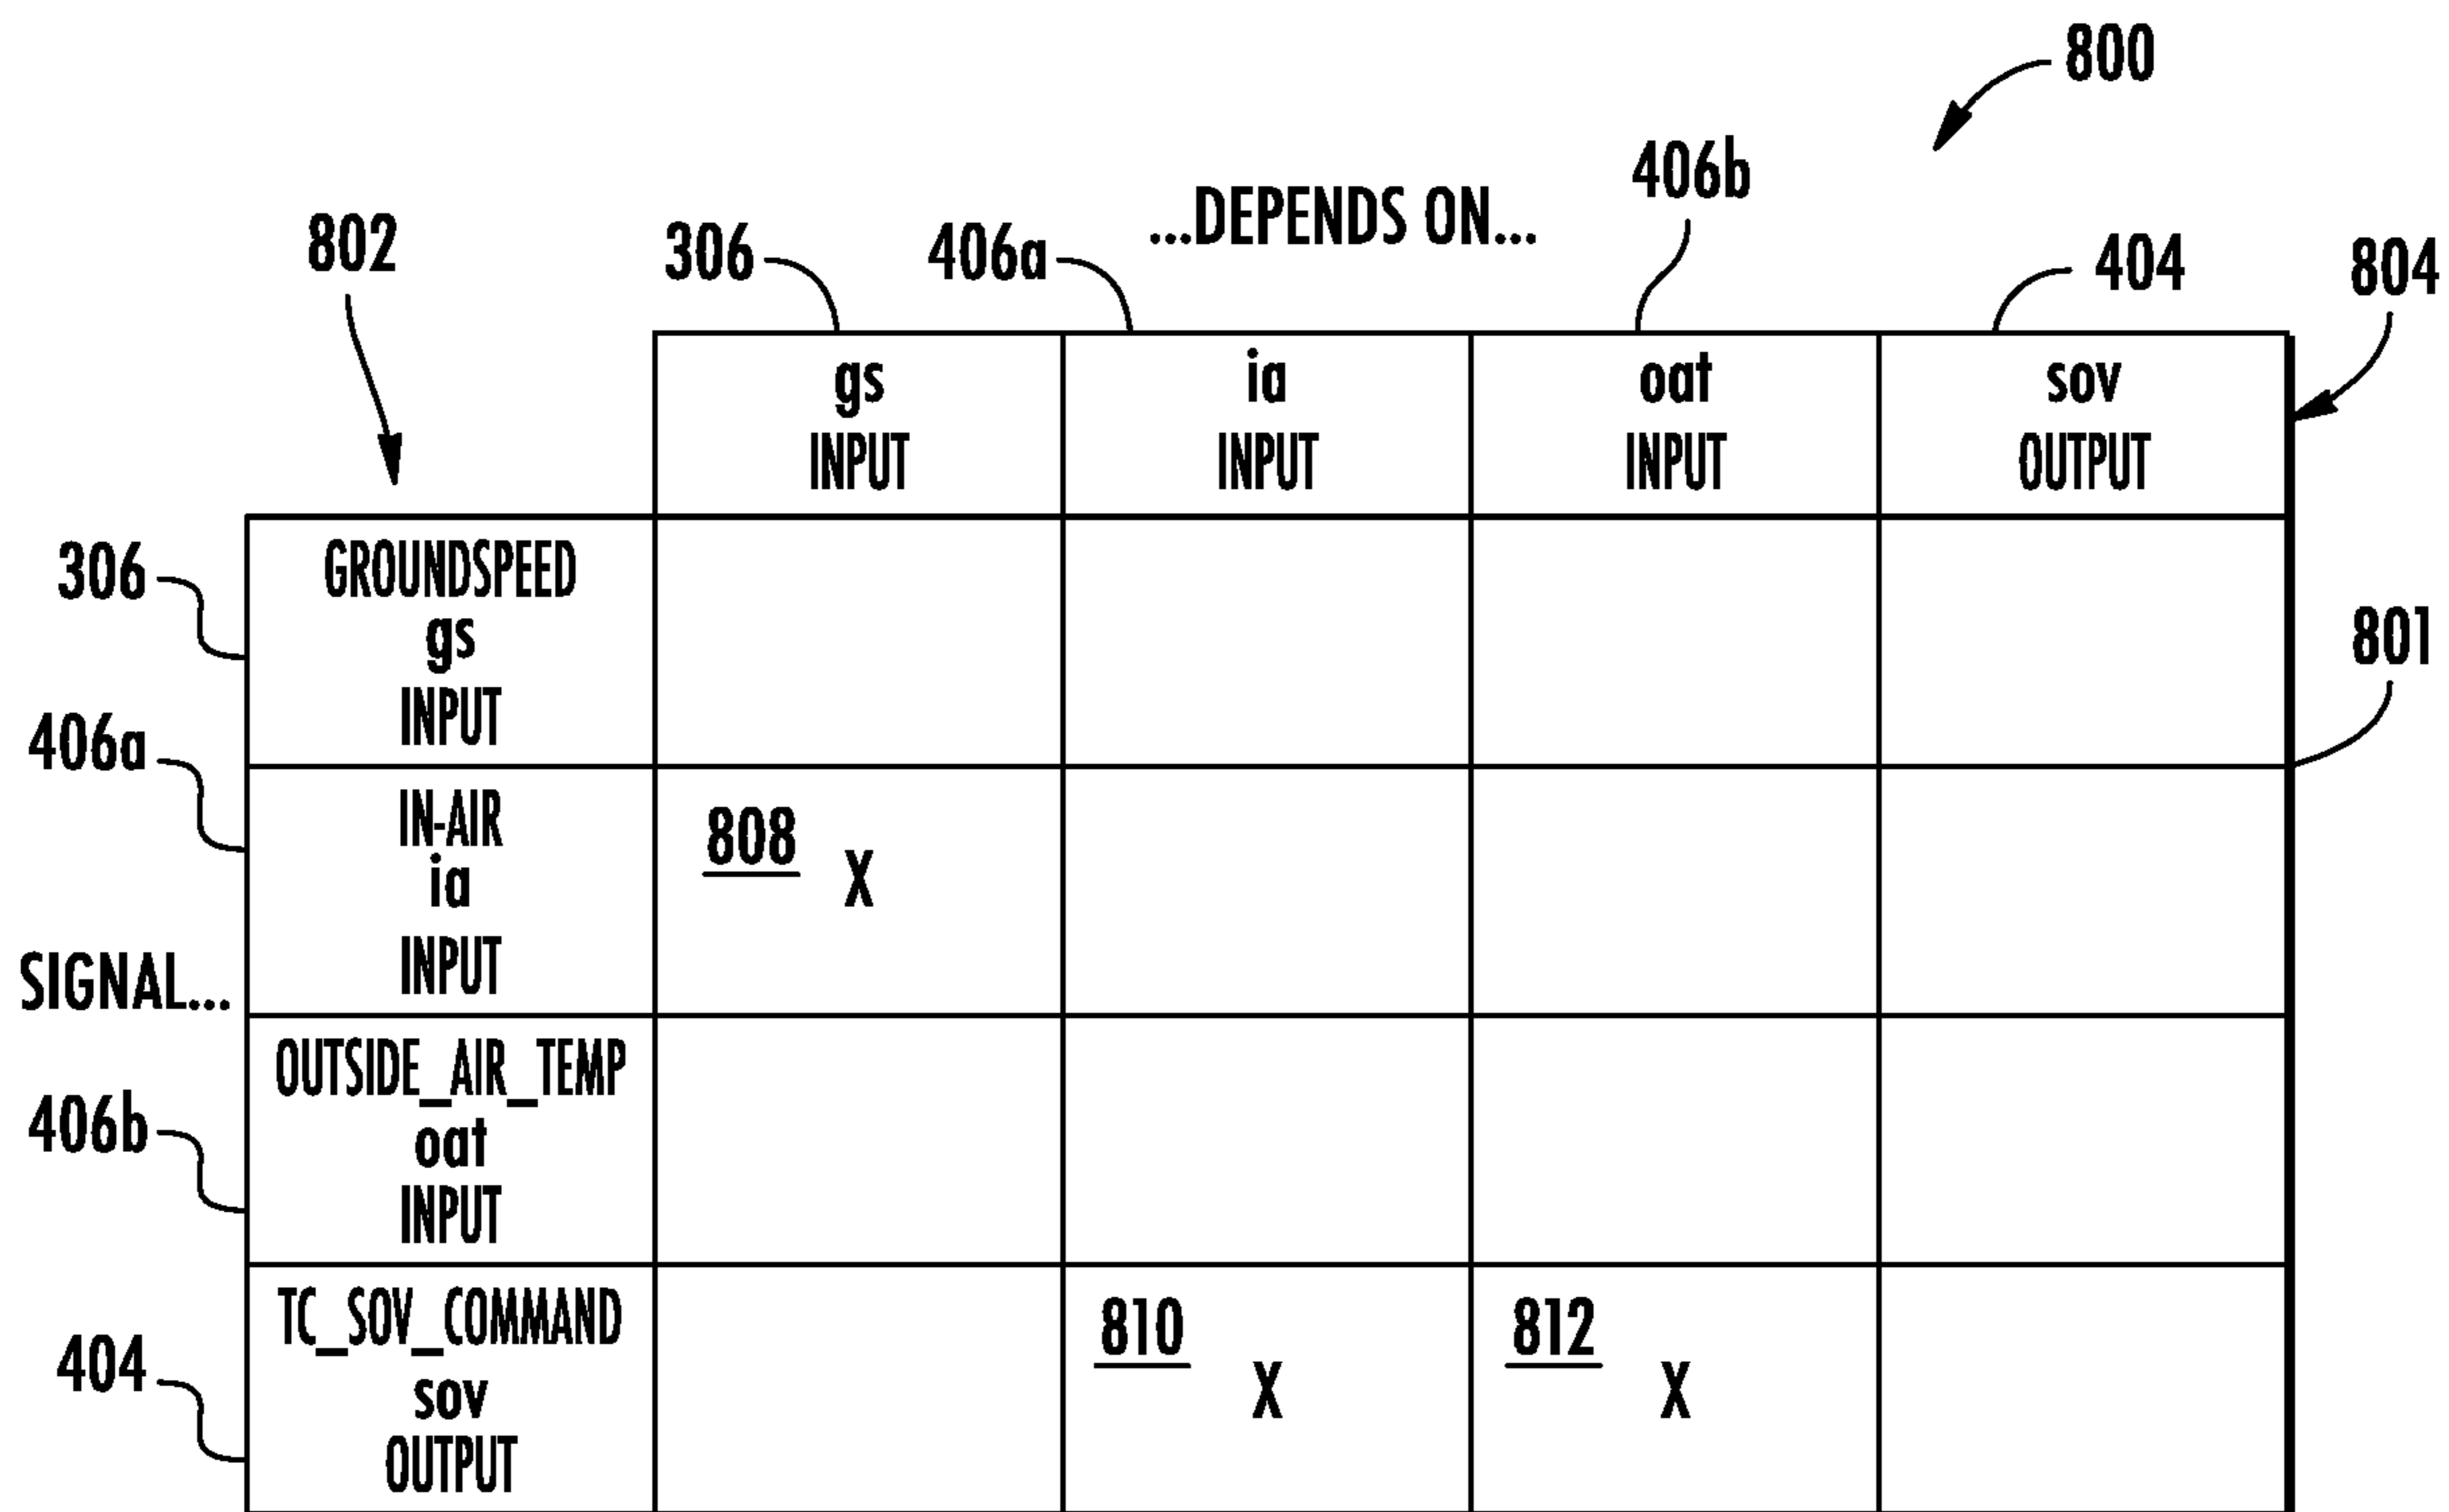 800
406b
...DEPENDS ON...
802
306
406a
404
804
gs
INPUT
ia
INPUT
oat
INPUT
sov
OUTPUT
306
GROUNDSPEED
gs
INPUT
801
406a
IN-AIR
ia
INPUT
808 X
SIGNAL...
406b
OUTSIDE_AIR_TEMP
oat
INPUT
404
TC_SOV_COMMAND
sov
OUTPUT
810 X
812 X